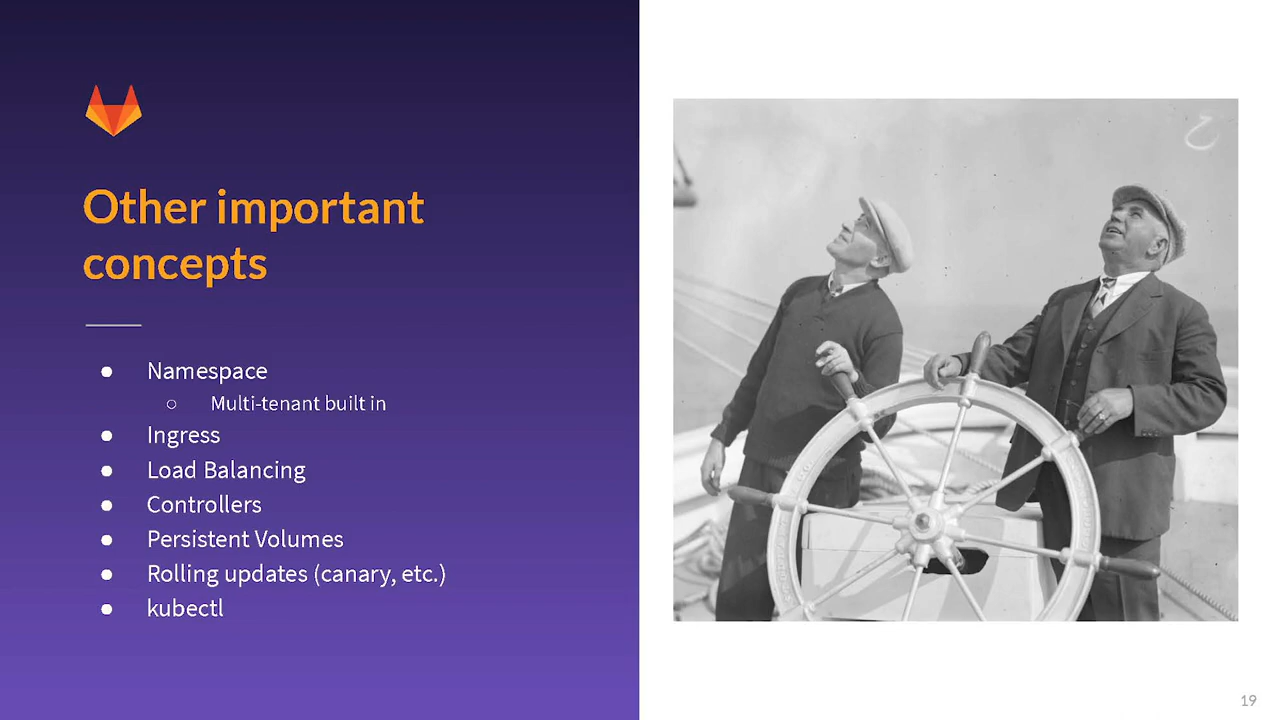 Other important
concepts
Namespace
Multi-tenant built in
Ingress
Load Balancing
Controllers
Persistent Volumes
Rolling updates (canary, etc.)
kubectl
19